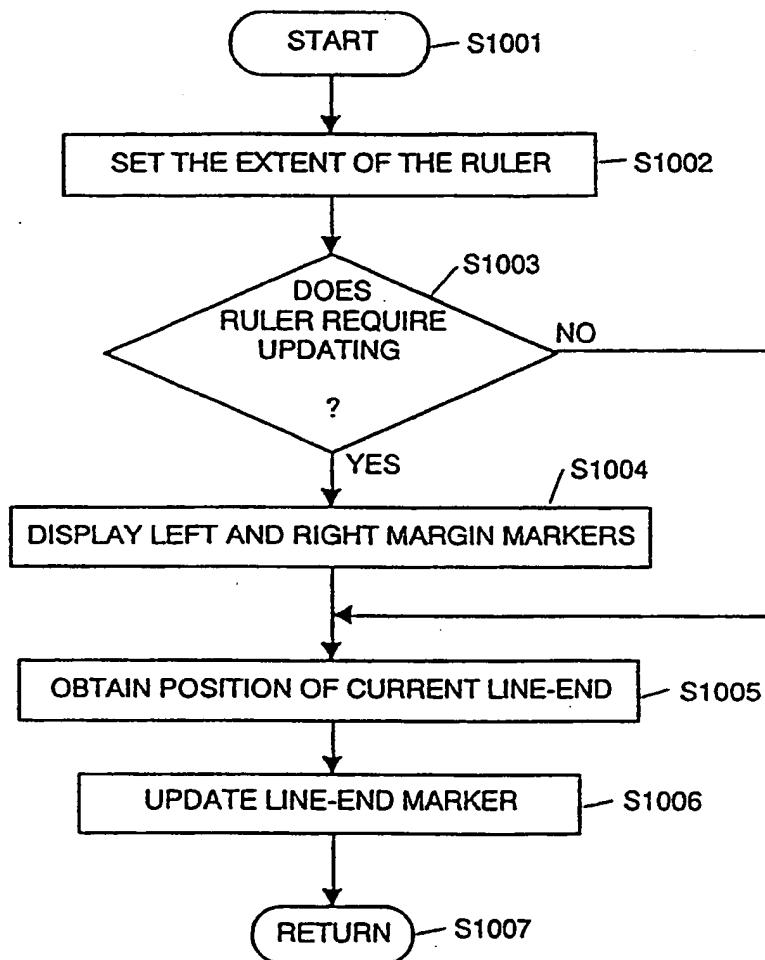 START
S1001
SET THE EXTENT OF THE RULER
S1002
S1003
DOES
RULER REQUIRE
UPDATING
?
NO
YES
S1004
DISPLAY LEFT AND RIGHT MARGIN MARKERS
OBTAIN POSITION OF CURRENT LINE-END
S1005
UPDATE LINE-END MARKER
S1006
RETURN
S1007